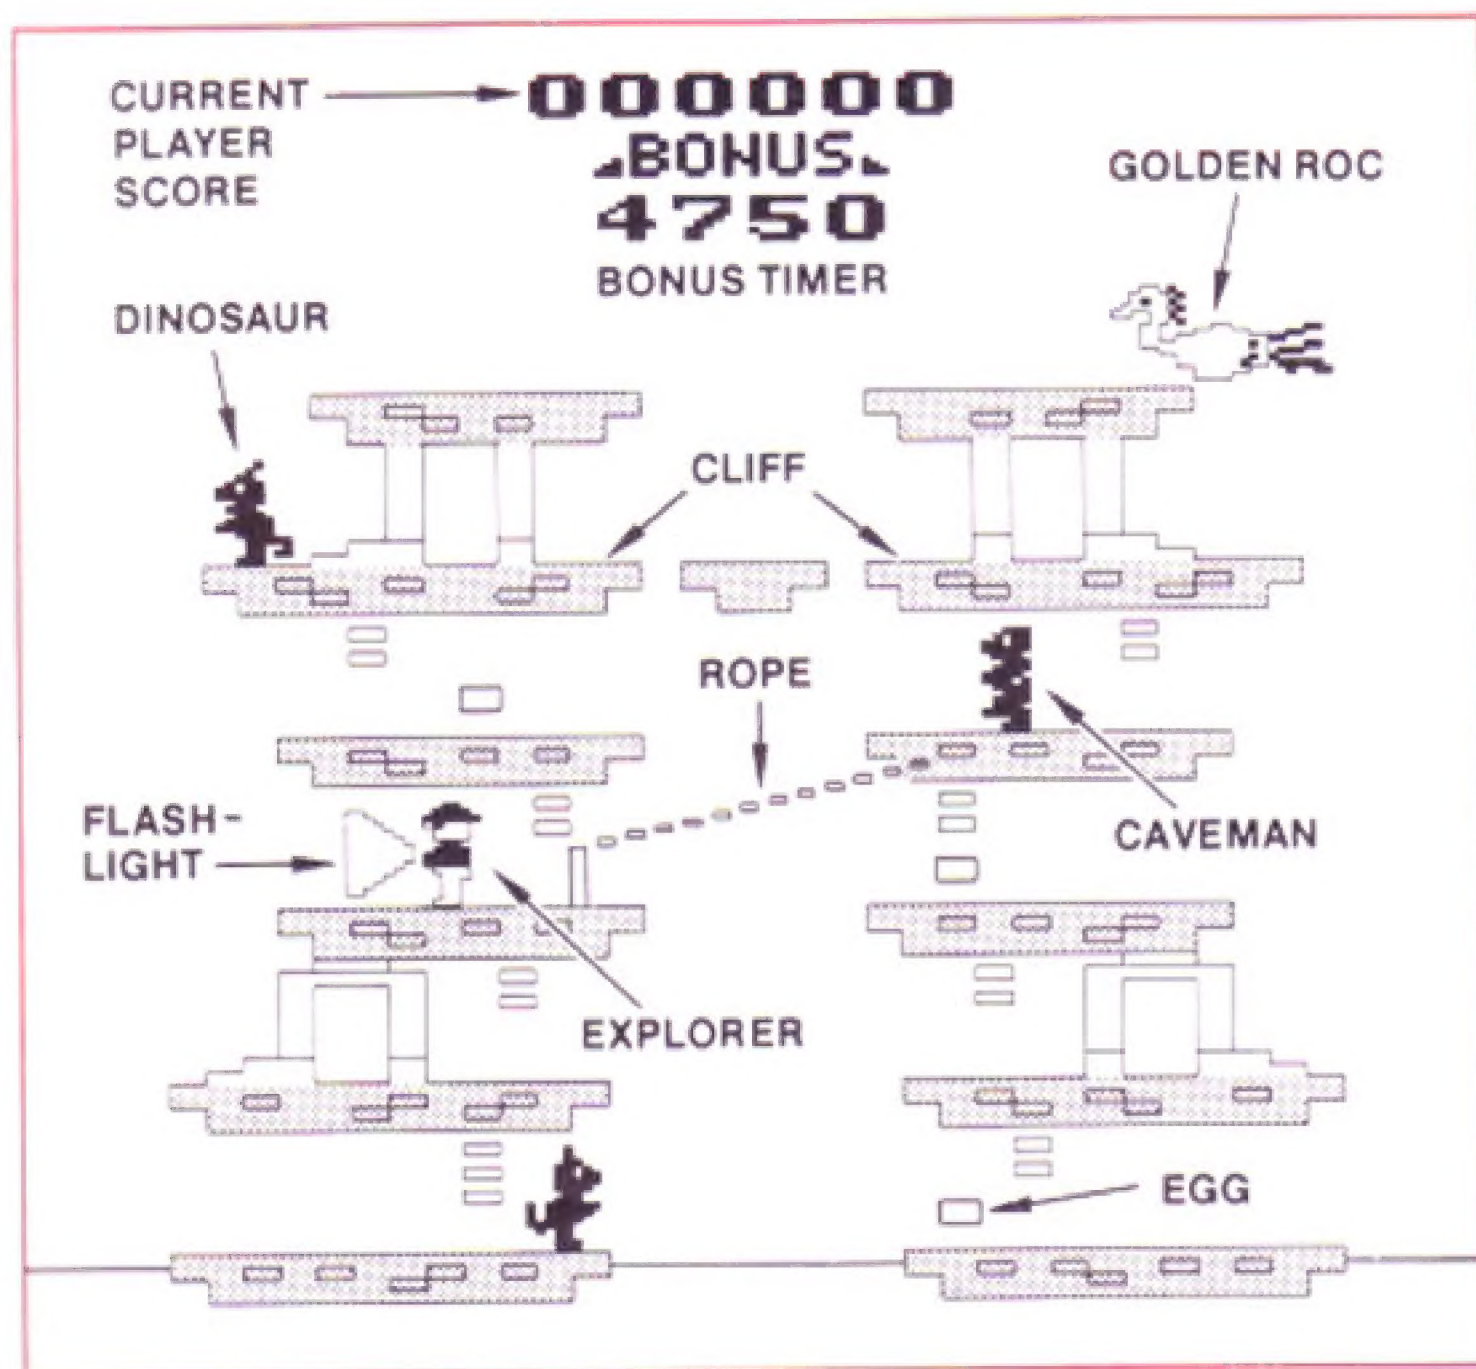 CURRENT
PLAYER
SCORE
000000
BONUS
4750
BONUS TIMER
GOLDEN ROC
DINOSAUR
CLIFF
ROPE
FLASH-
LIGHT
CAVEMAN
EXPLORER
EGG